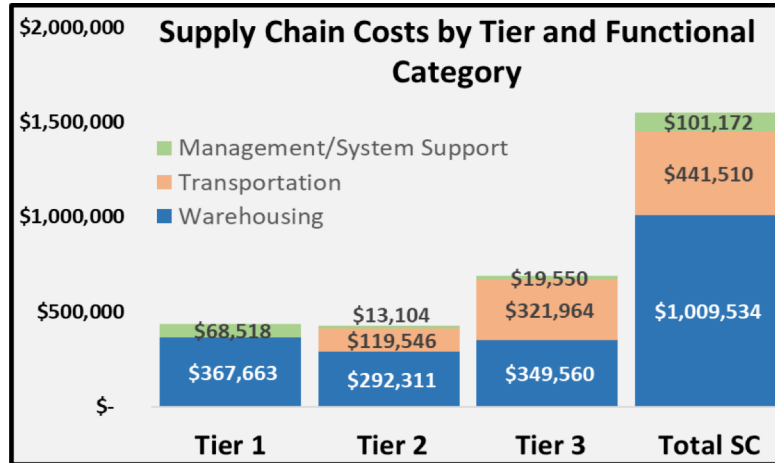 Supply Chain Costs by Tier and Functional
Category
$2,000,000
$1,500,000
$1,000,000
$500,000
$-
Management/System Support
Transportation
Warehousing
$68,518
$367,663
$13,104
$119,546
$292,311
$19,550
$321,964
$349,560
$101,172
$441,510
$1,009,534
Tier 1
Tier 2
Tier 3
Total SC